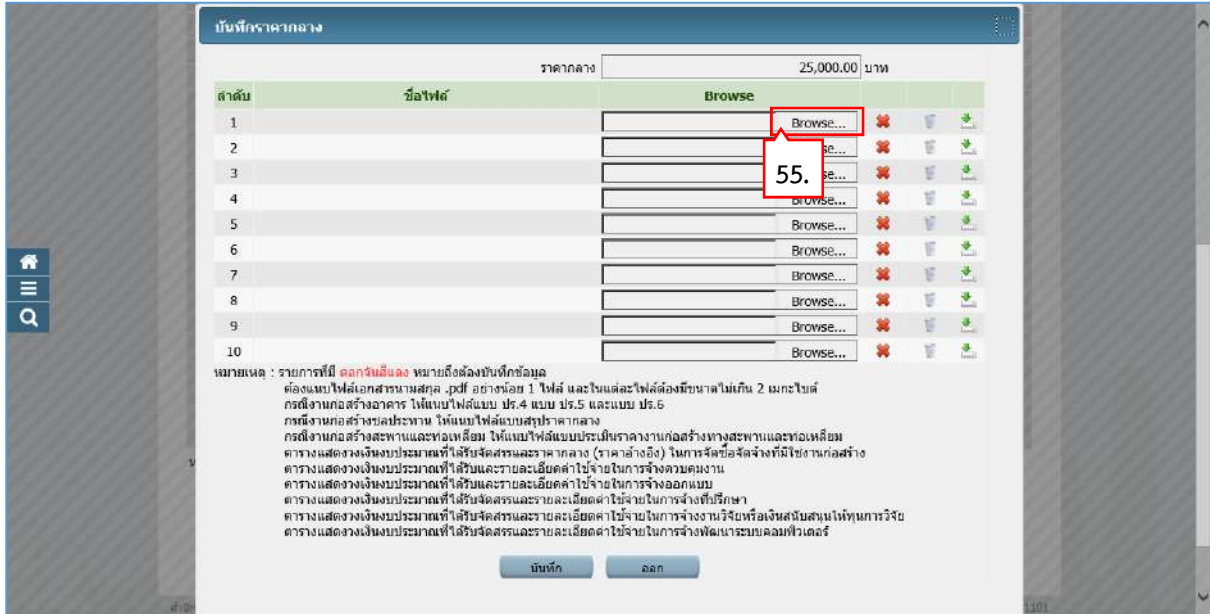 บันทึกราคากลาง
ราคากลาง 25,000.00 บาท
ลำดับ ชื่อไฟล์ Browse
1 Browse...
2 se...
3 se...
4 Browse...
55.
5 Browse...
6 Browse...
7 Browse...
8 Browse...
9 Browse...
10 Browse...
หมายเหตุ : รายการที่มี ดอกจันสีแดง หมายถึงต้องบันทึกข้อมูล
ต้องแนบไฟล์เอกสารนามสกุล .pdf อย่างน้อย 1 ไฟล์ และในแต่ละไฟล์ต้องมีขนาดไม่เกิน 2 เมกะไบต์
กรณีงานก่อสร้างอาคาร ให้แนบไฟล์แบบ ปร.4 แบบ ปร.5 และแบบ ปร.6
กรณีงานก่อสร้างชลประทาน ให้แนบไฟล์แบบสรุปราคากลาง
กรณีงานก่อสร้างสะพานและท่อเหลี่ยม ให้แนบไฟล์แบบประเมินราคางานก่อสร้างทางสะพานและท่อเหลี่ยม
ตารางแสดงวงเงินงบประมาณที่ได้รับจัดสรรและราคากลาง (ราคาอ้างอิง) ในการจัดซื้อจัดจ้างที่มิใช่งานก่อสร้าง
ตารางแสดงวงเงินงบประมาณที่ได้รับและรายละเอียดค่าใช้จ่ายในการจ้างควบคุมงาน
ตารางแสดงวงเงินงบประมาณที่ได้รับและรายละเอียดค่าใช้จ่ายในการจ้างออกแบบ
ตารางแสดงวงเงินงบประมาณที่ได้รับจัดสรรและรายละเอียดค่าใช้จ่ายในการจ้างที่ปรึกษา
ตารางแสดงวงเงินงบประมาณที่ได้รับจัดสรรและรายละเอียดค่าใช้จ่ายในการจ้างงานวิจัยหรือเงินสนับสนุนให้ทุนการวิจัย
ตารางแสดงวงเงินงบประมาณที่ได้รับจัดสรรและรายละเอียดค่าใช้จ่ายในการจ้างพัฒนาระบบคอมพิวเตอร์
บันทึก ออก